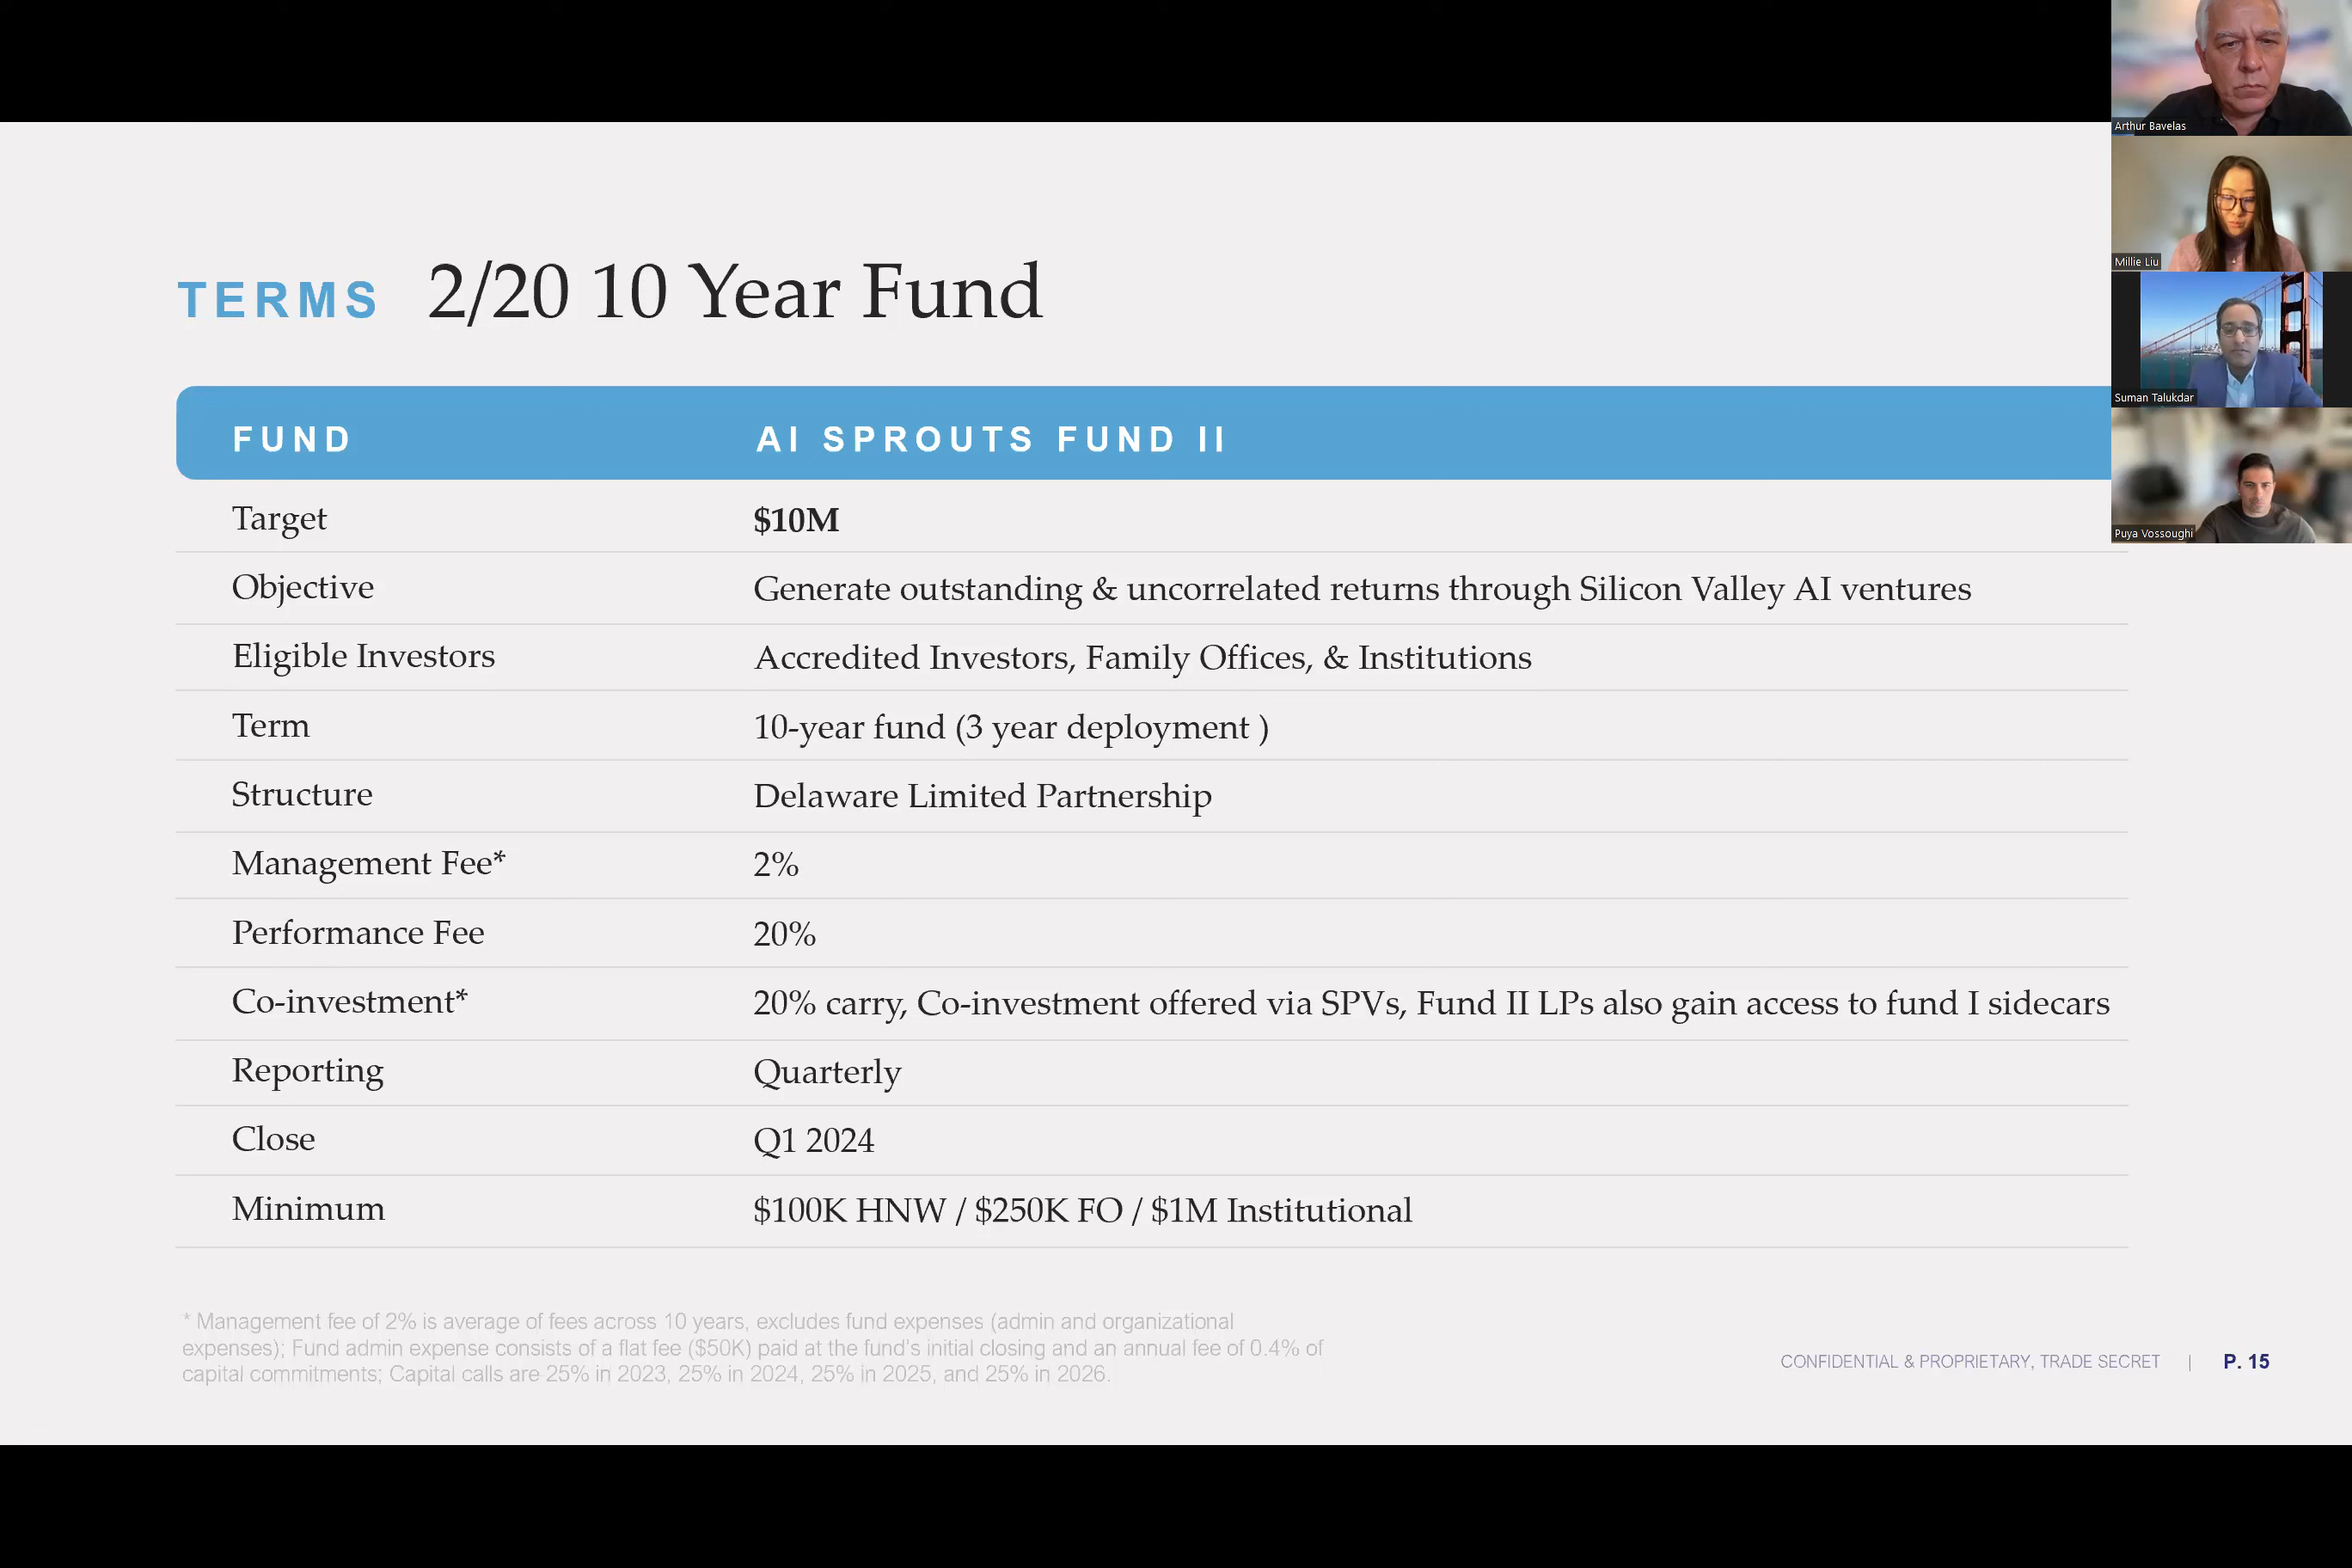 TERMS 2/20 10 Year Fund
FUND AI SPROUTS FUND II
Target $10M
Objective Generate outstanding & uncorrelated returns through Silicon Valley AI ventures
Eligible Investors Accredited Investors, Family Offices, & Institutions
Term 10-year fund (3 year deployment )
Structure Delaware Limited Partnership
Management Fee* 2%
Performance Fee 20%
Co-investment* 20% carry, Co-investment offered via SPVs, Fund II LPs also gain access to fund I sidecars
Reporting Quarterly
Close Q1 2024
Minimum $100K HNW / $250K FO / $1M Institutional
* Management fee of 2% is average of fees across 10 years, excludes fund expenses (admin and organizational
expenses); Fund admin expense consists of a flat fee ($50K) paid at the fund's initial closing and an annual fee of 0.4% of
capital commitments; Capital calls are 25% in 2023, 25% in 2024, 25% in 2025, and 25% in 2026.
CONFIDENTIAL & PROPRIETARY, TRADE SECRET | P. 15
Arthur Bavelas
Millie Liu
Suman Talukdar
Puya Vossoughi